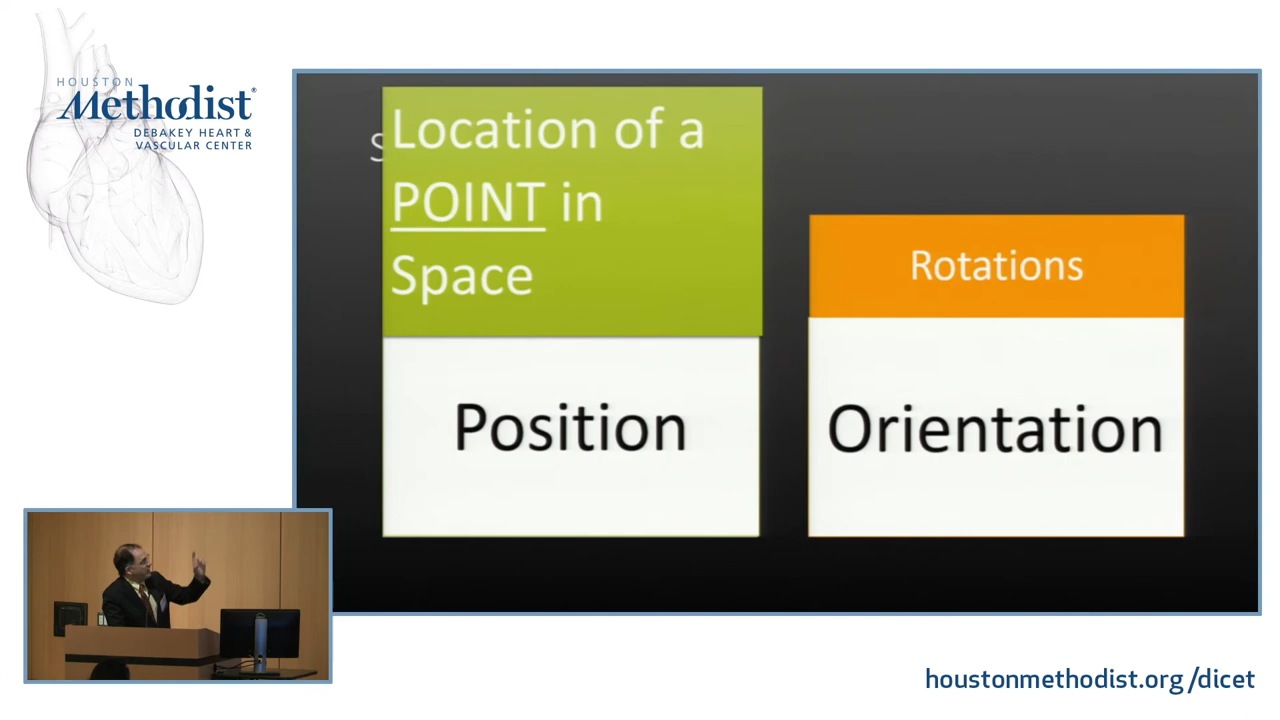 HOUSTON
Methodist®
DEBAKEY HEART &
VASCULAR CENTER
Location of a
POINT in
Space
Position
Rotations
Orientation
houstonmethodist.org/dicet